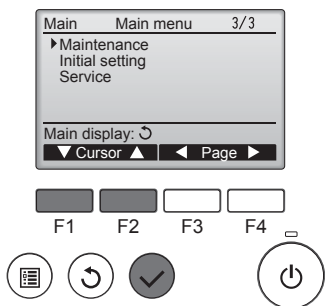 Main Main menu 3/3
Maintenance
Initial setting
Service
Main display:
Cursor Page
F1 F2 F3 F4